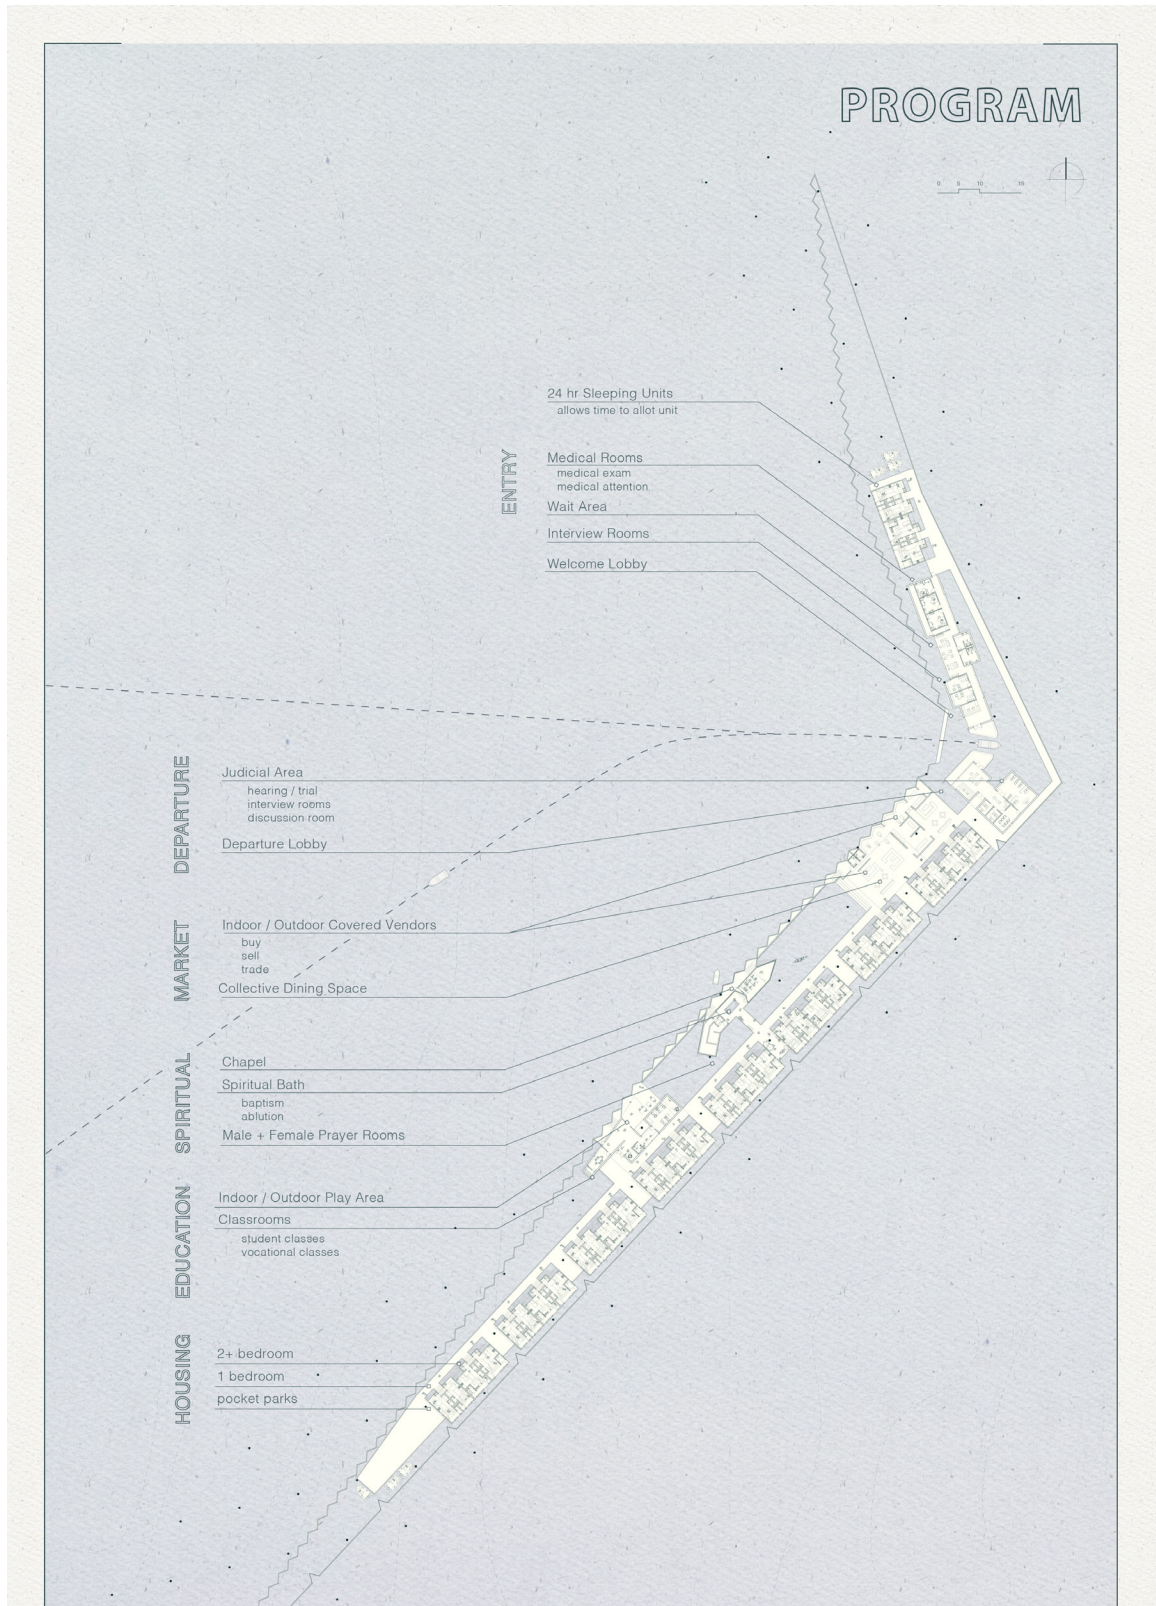 PROGRAM
0 5 10 15
24 hr Sleeping Units
allows time to allot unit
ENTRY
Medical Rooms
medical exam
medical attention
Wait Area
Interview Rooms
Welcome Lobby
DEPARTURE
Judicial Area
hearing / trial
interview rooms
discussion room
Departure Lobby
MARKET
Indoor / Outdoor Covered Vendors
buy
sell
trade
Collective Dining Space
SPIRITUAL
Chapel
Spiritual Bath
baptism
ablution
Male + Female Prayer Rooms
EDUCATION
Indoor / Outdoor Play Area
Classrooms
student classes
vocational classes
HOUSING
2+ bedroom
1 bedroom
pocket parks